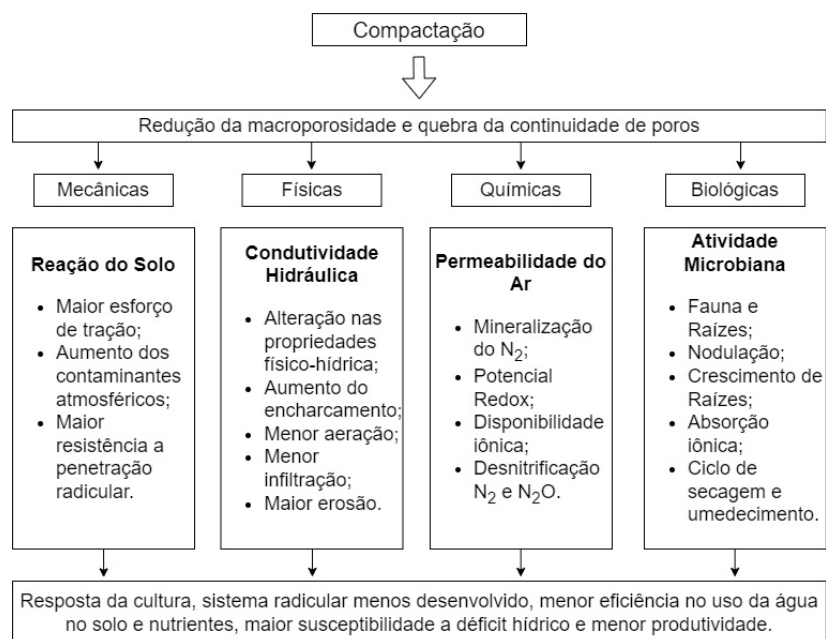 Compactação
Redução da macroporosidade e quebra da continuidade de poros
Mecânicas
Físicas
Químicas
Biológicas
Reação do Solo
• Maior esforço
de tração;
• Aumento dos
contaminantes
atmosféricos;
• Maior
resistência a
penetração
radicular.
Condutividade
Hidráulica
• Alteração nas
propriedades
físico-hídrica;
• Aumento do
encharcamento;
• Menor aeração;
• Menor
infiltração;
• Maior erosão.
Permeabilidade do
Ar
• Mineralização
do N₂;
• Potencial
Redox;
• Disponibilidade
iônica;
• Desnitrificação
N₂ e N₂O.
Atividade
Microbiana
• Fauna e
Raízes;
• Nodulação;
• Crescimento de
Raízes;
• Absorção
iônica;
• Ciclo de
secagem e
umedecimento.
Resposta da cultura, sistema radicular menos desenvolvido, menor eficiência no uso da água
no solo e nutrientes, maior susceptibilidade a déficit hídrico e menor produtividade.